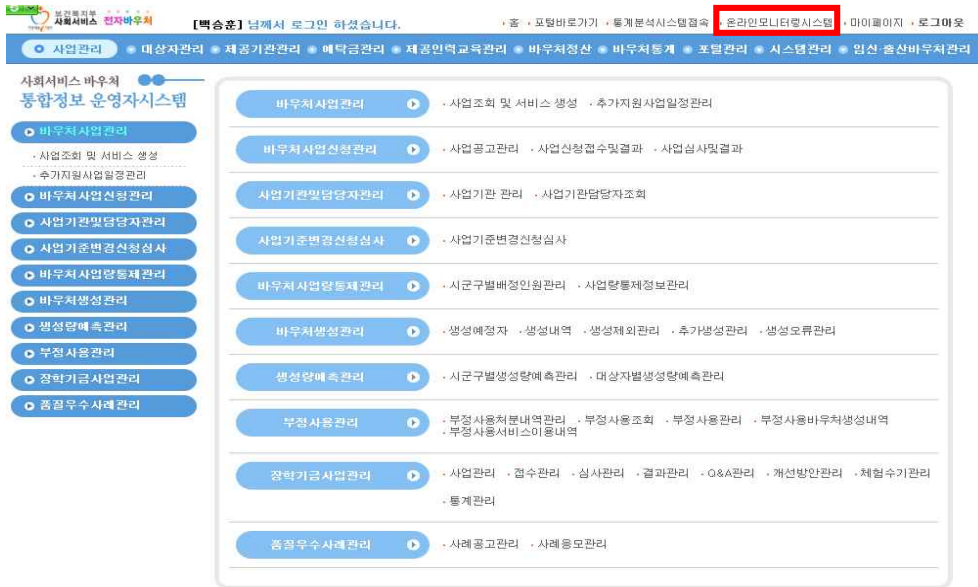 보건복지부
사회서비스 전자바우처
[백승훈] 님께서 로그인 하셨습니다.
· 홈 · 포털바로가기 · 통계분석시스템접속 · 온라인모니터링시스템 · 마이페이지 · 로그아웃
사업관리 대상자관리 제공기관관리 예탁금관리 제공인력교육관리 바우처정산 바우처통계 포털관리 시스템관리 임신·출산바우처관리
사회서비스 바우처
통합정보 운영자시스템
바우처사업관리
· 사업조회 및 서비스 생성
· 추가지원사업일정관리
바우처사업신청관리
사업기관및담당자관리
사업기준변경신청심사
바우처사업량통제관리
바우처생성관리
생성량예측관리
부정사용관리
장학기금사업관리
품질우수사례관리
바우처사업관리 · 사업조회 및 서비스 생성 · 추가지원사업일정관리
바우처사업신청관리 · 사업공고관리 · 사업신청접수및결과 · 사업심사및결과
사업기관및담당자관리 · 사업기관 관리 · 사업기관담당자조회
사업기준변경신청심사 · 사업기준변경신청심사
바우처사업량통제관리 · 시군구별배정인원관리 · 사업량통제정보관리
바우처생성관리 · 생성예정자 · 생성내역 · 생성제외관리 · 추가생성관리 · 생성오류관리
생성량예측관리 · 시군구별생성량예측관리 · 대상자별생성량예측관리
부정사용관리 · 부정사용처분내역관리 · 부정사용조회 · 부정사용관리 · 부정사용바우처생성내역
· 부정사용서비스이용내역
장학기금사업관리 · 사업관리 · 접수관리 · 심사관리 · 결과관리 · Q&A관리 · 개선방안관리 · 체험수기관리
· 통계관리
품질우수사례관리 · 사례공고관리 · 사례응모관리